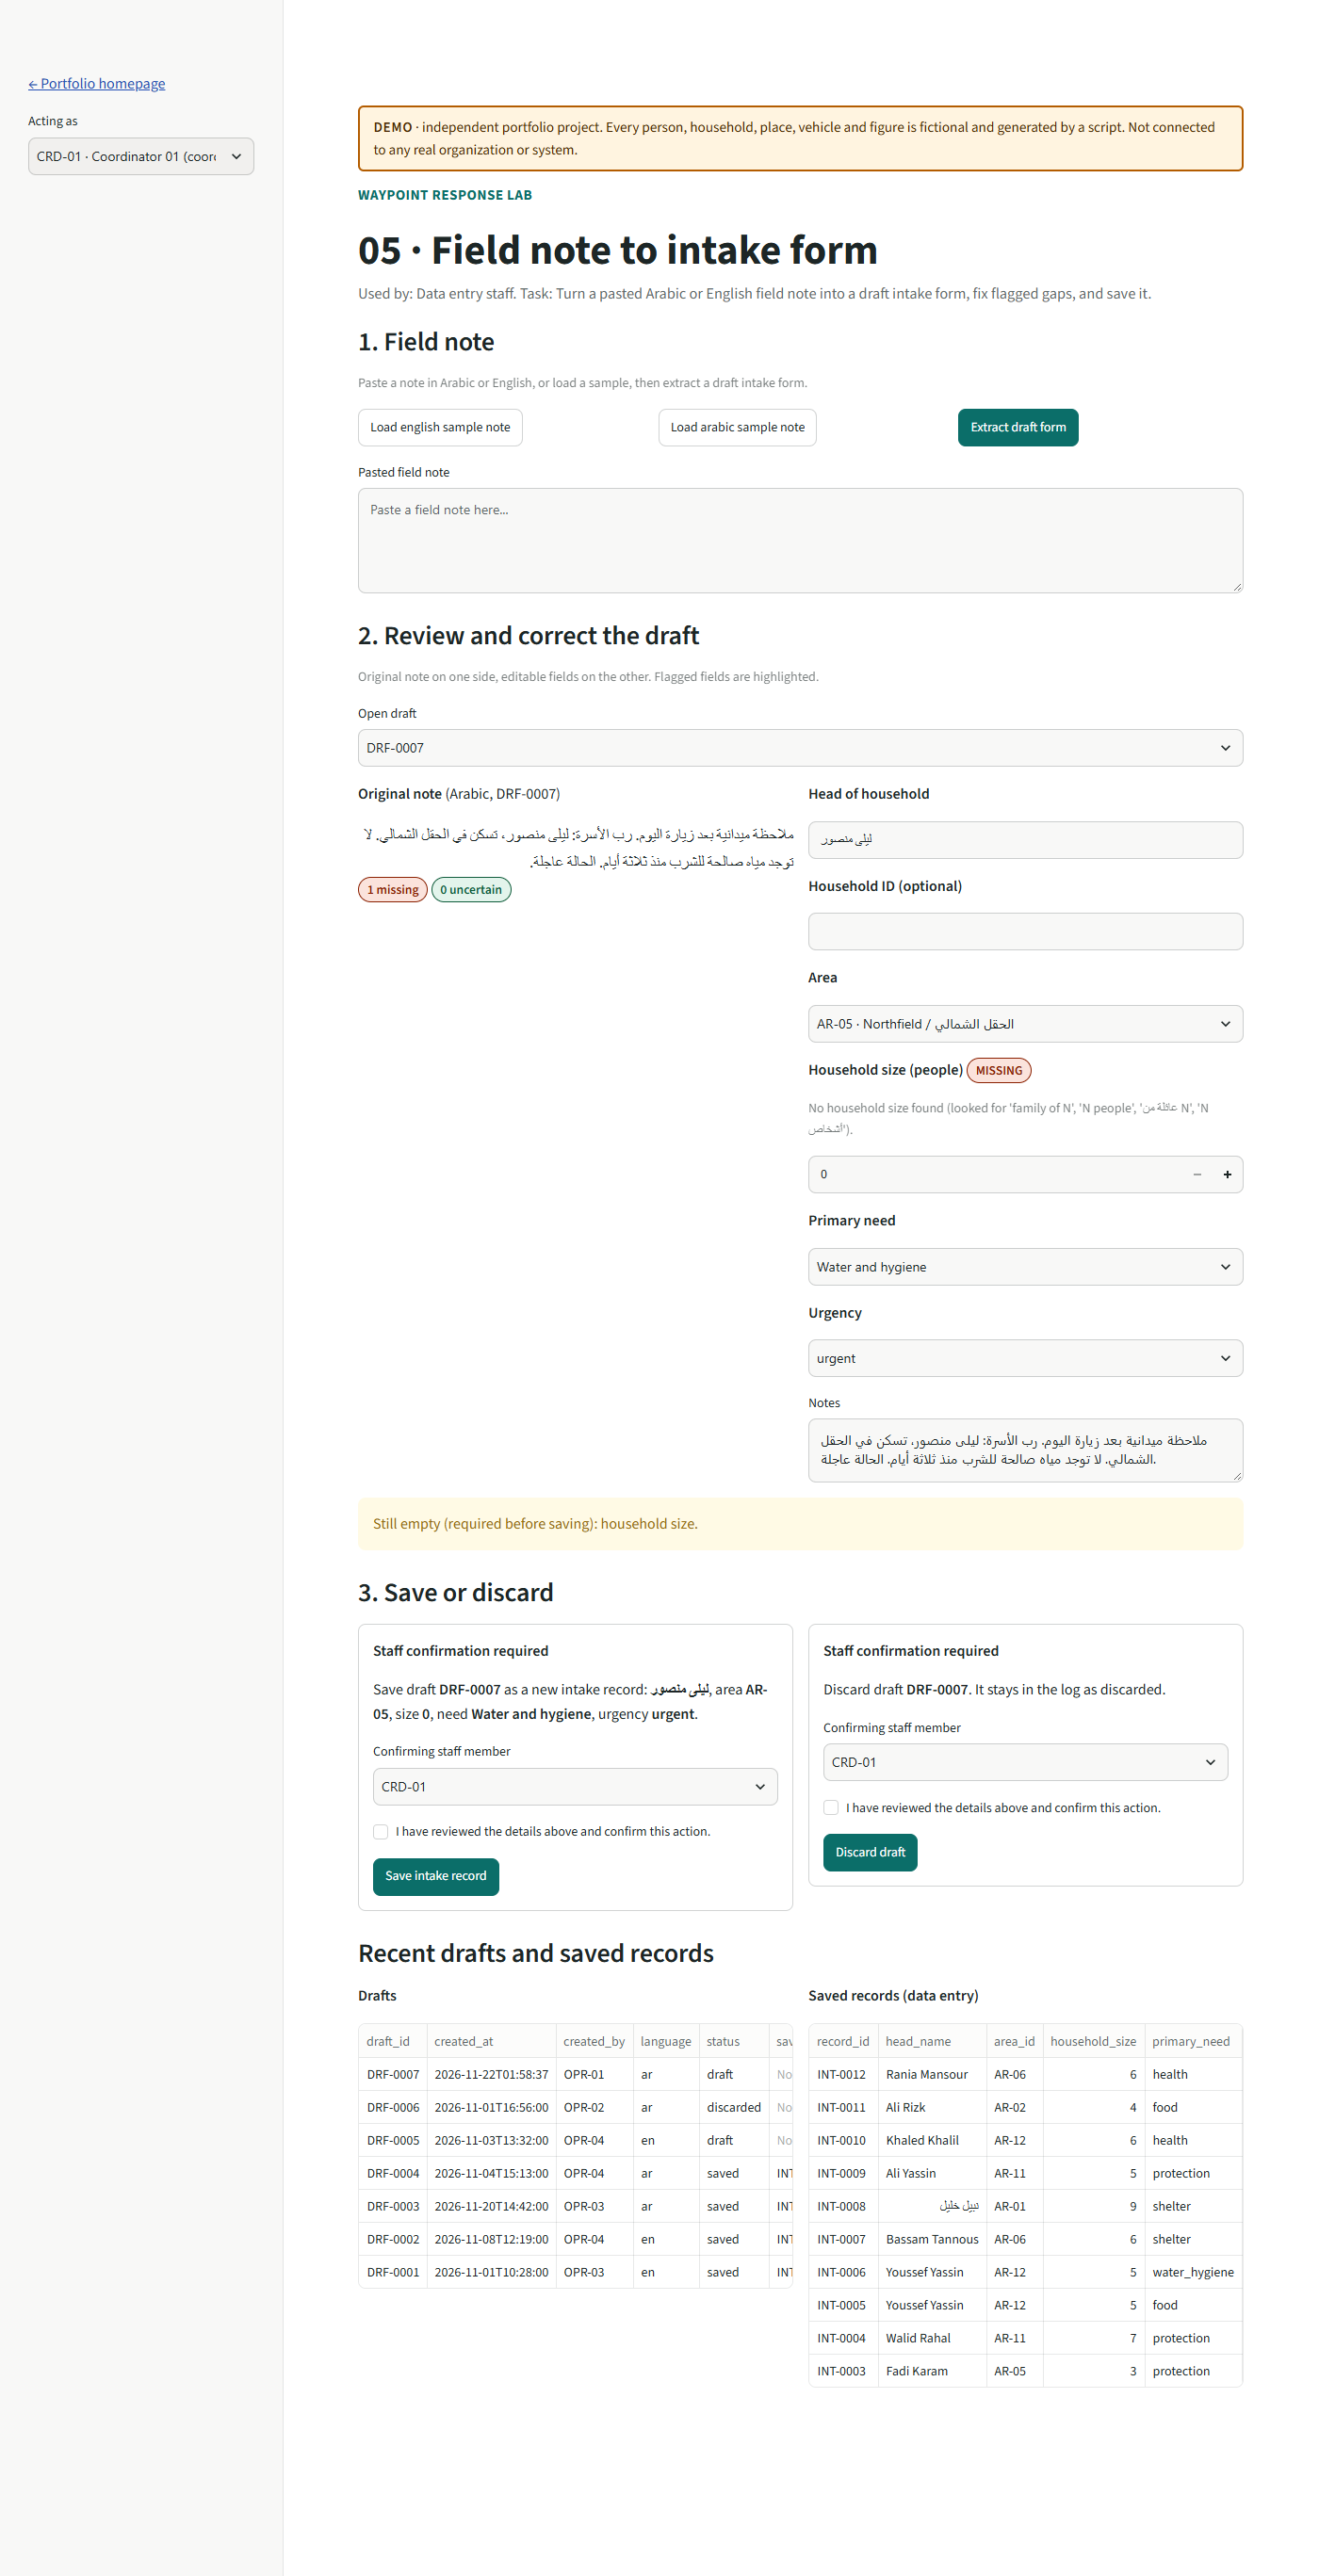 ← Portfolio homepage
Acting as
CRD-01 · Coordinator 01 (coor
DEMO · independent portfolio project. Every person, household, place, vehicle and figure is fictional and generated by a script. Not connected
to any real organization or system.
WAYPOINT RESPONSE LAB
05 · Field note to intake form
Used by: Data entry staff. Task: Turn a pasted Arabic or English field note into a draft intake form, fix flagged gaps, and save it.
1. Field note
Paste a note in Arabic or English, or load a sample, then extract a draft intake form.
Load english sample note
Load arabic sample note
Extract draft form
Pasted field note
Paste a field note here...
2. Review and correct the draft
Original note on one side, editable fields on the other. Flagged fields are highlighted.
Open draft
DRF-0007
Original note (Arabic, DRF-0007)
ملاحظة ميدانية بعد زيارة اليوم. رب الأسرة: ليلى منصور، تسكن في الحقل الشمالي. لا
توجد مياه صالحة للشرب منذ ثلاثة أيام. الحالة عاجلة.
1 missing 0 uncertain
Head of household
ليلى منصور
Household ID (optional)
Area
AR-05 · Northfield / الحقل الشمالي
Household size (people) MISSING
No household size found (looked for 'family of N', 'N people', 'عائلة من N', 'N
أشخاص').
0
Primary need
Water and hygiene
Urgency
urgent
Notes
ملاحظة ميدانية بعد زيارة اليوم. رب الأسرة: ليلى منصور، تسكن في الحقل
الشمالي. لا توجد مياه صالحة للشرب منذ ثلاثة أيام. الحالة عاجلة.
Still empty (required before saving): household size.
3. Save or discard
Staff confirmation required
Save draft DRF-0007 as a new intake record: ليلى منصور, area AR-
05, size 0, need Water and hygiene, urgency urgent.
Confirming staff member
CRD-01
I have reviewed the details above and confirm this action.
Save intake record
Staff confirmation required
Discard draft DRF-0007. It stays in the log as discarded.
Confirming staff member
CRD-01
I have reviewed the details above and confirm this action.
Discard draft
Recent drafts and saved records
Drafts
draft_id created_at created_by language status sav
DRF-0007 2026-11-22T01:58:37 OPR-01 ar draft No
DRF-0006 2026-11-01T16:56:00 OPR-02 ar discarded No
DRF-0005 2026-11-03T13:32:00 OPR-04 en draft No
DRF-0004 2026-11-04T15:13:00 OPR-04 ar saved INT
DRF-0003 2026-11-20T14:42:00 OPR-03 ar saved INT
DRF-0002 2026-11-08T12:19:00 OPR-04 en saved INT
DRF-0001 2026-11-01T10:28:00 OPR-03 en saved INT
Saved records (data entry)
record_id head_name area_id household_size primary_need
INT-0012 Rania Mansour AR-06 6 health
INT-0011 Ali Rizk AR-02 4 food
INT-0010 Khaled Khalil AR-12 6 health
INT-0009 Ali Yassin AR-11 5 protection
INT-0008 نبيل خليل AR-01 9 shelter
INT-0007 Bassam Tannous AR-06 6 shelter
INT-0006 Youssef Yassin AR-12 5 water_hygiene
INT-0005 Youssef Yassin AR-12 5 food
INT-0004 Walid Rahal AR-11 7 protection
INT-0003 Fadi Karam AR-05 3 protection